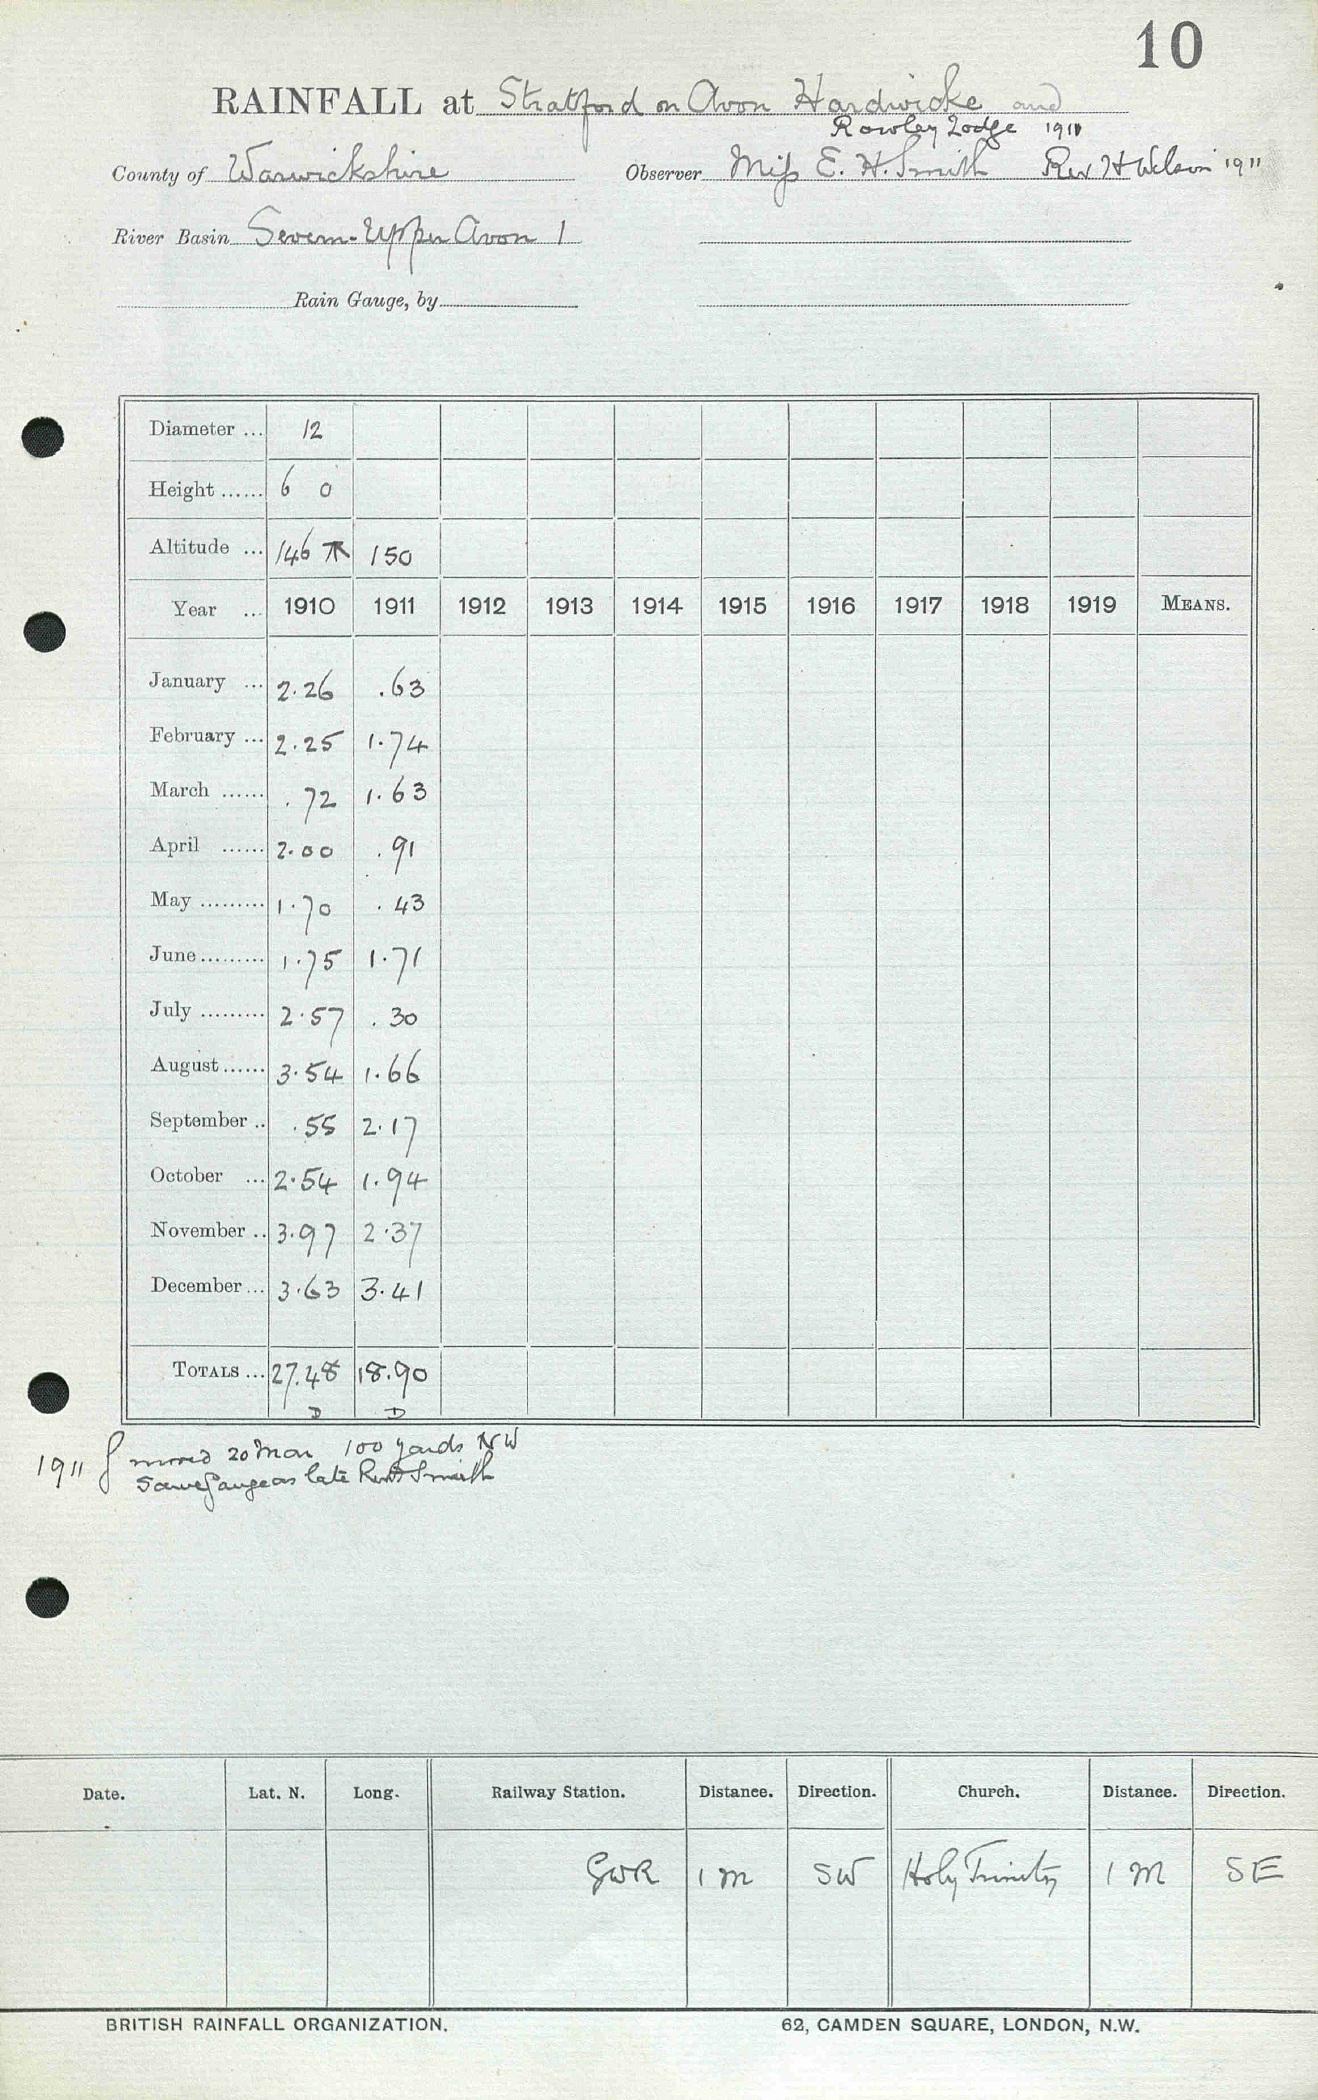 10
RAINFALL at Stratford on Avon Hardwicke and
Rowley Lodge 1911
County of Warwickshire Observer Miss E. H. Smith Rev H Wilson 1911
River Basin Severn-Upper Avon 1
Rain Gauge, by
Diameter ... 12
Height ...... 6 0
Altitude ... 146 150
Year ... 1910 1911 1912 1913 1914 1915 1916 1917 1918 1919 MEANS.
January ... 2.26 .63
February ... 2.25 1.74
March ...... .72 1.63
April ...... 2.00 .91
May ......... 1.70 .43
June ......... 1.75 1.71
July ......... 2.57 .30
August ...... 3.54 1.66
September .. .55 2.17
October ... 2.54 1.94
November .. 3.97 2.37
December ... 3.63 3.41
TOTALS ... 27.48 18.90
D D
1911 { moved 20 Mar 100 yards NW
Same gauge as late Smith
Date. Lat. N. Long. Railway Station. Distance. Direction. Church. Distance. Direction.
GWR 1 m SW Holy Trinity 1 M SE
BRITISH RAINFALL ORGANIZATION. 62, CAMDEN SQUARE, LONDON, N.W.